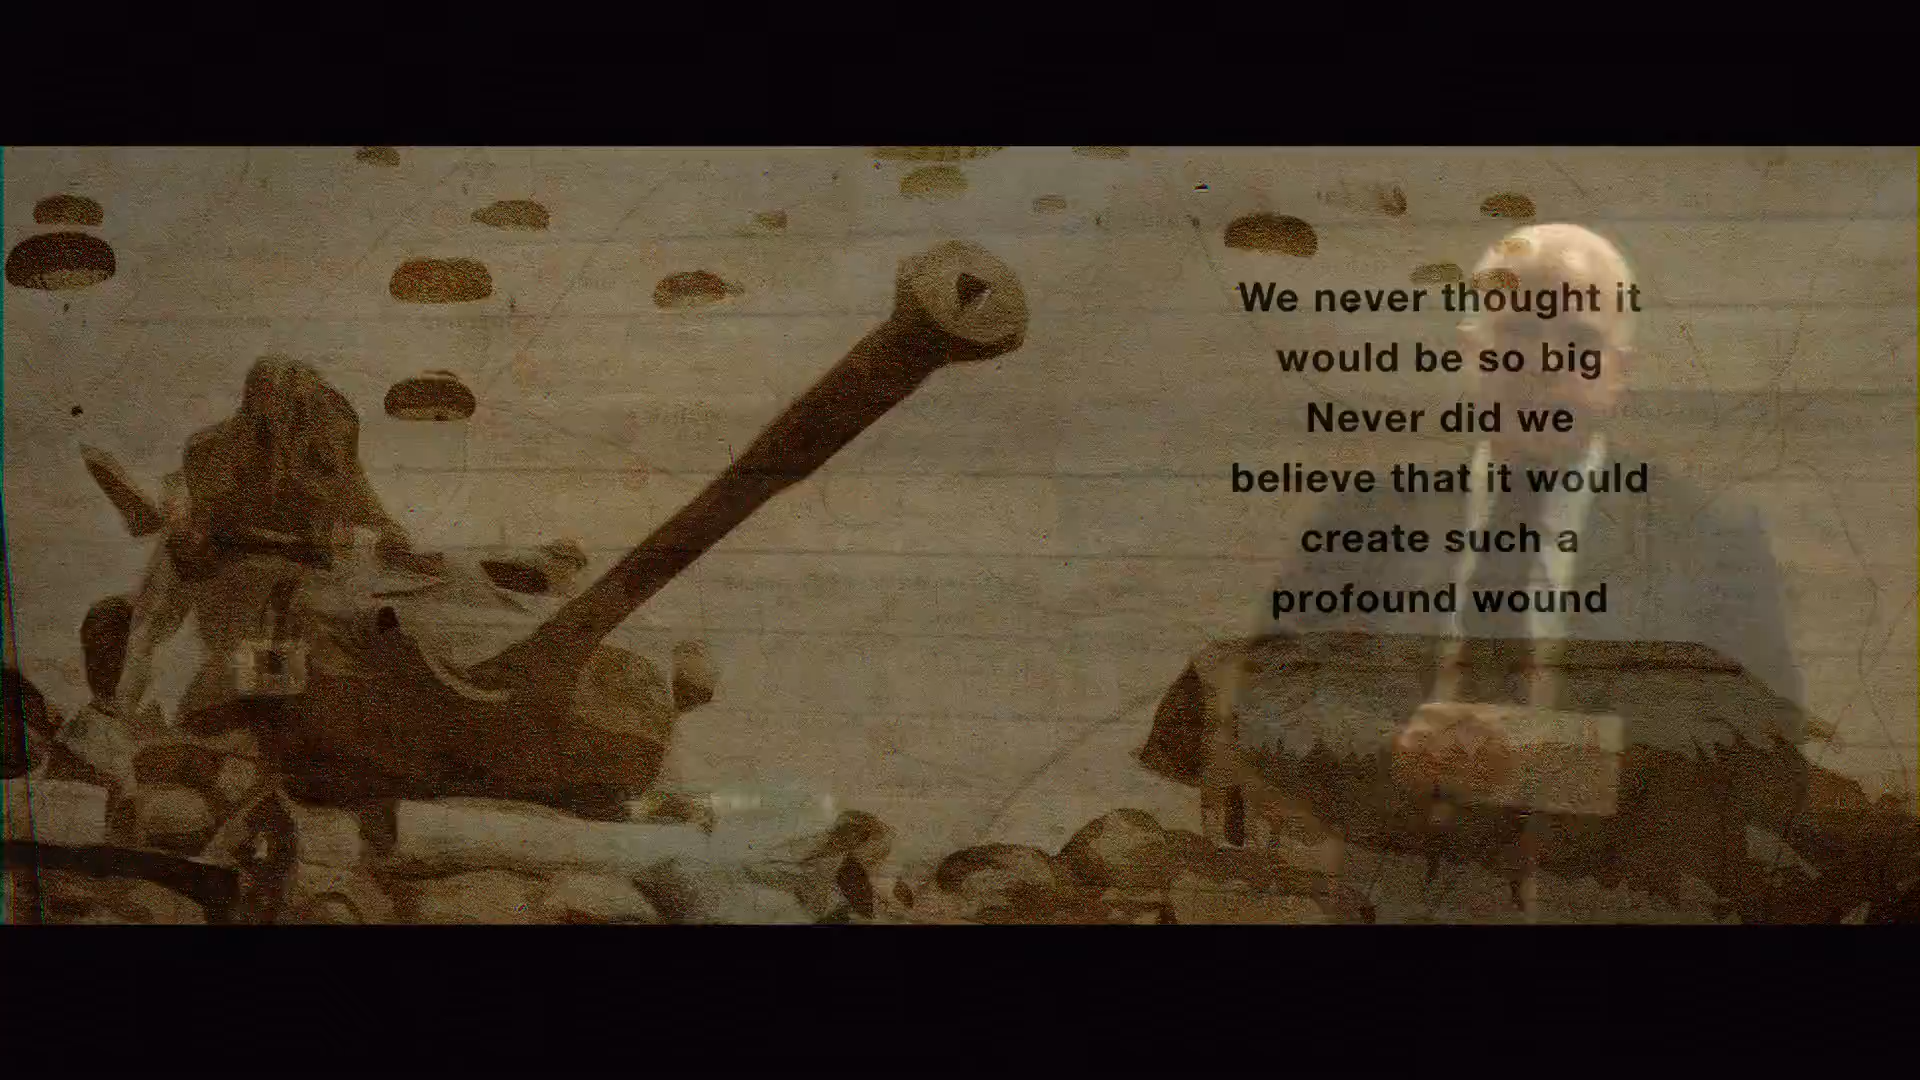 We never thought it
would be so big
Never did we
believe that it would
create such a
profound wound